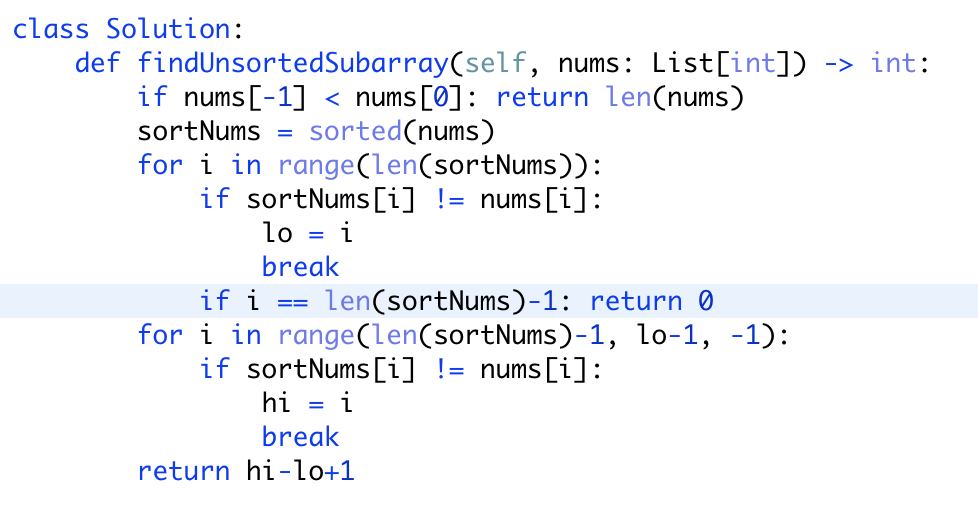 class Solution:
    def findUnsortedSubarray(self, nums: List[int]) -> int:
        if nums[-1] < nums[0]: return len(nums)
        sortNums = sorted(nums)
        for i in range(len(sortNums)):
            if sortNums[i] != nums[i]:
                lo = i
                break
            if i == len(sortNums)-1: return 0
        for i in range(len(sortNums)-1, lo-1, -1):
            if sortNums[i] != nums[i]:
                hi = i
                break
        return hi-lo+1